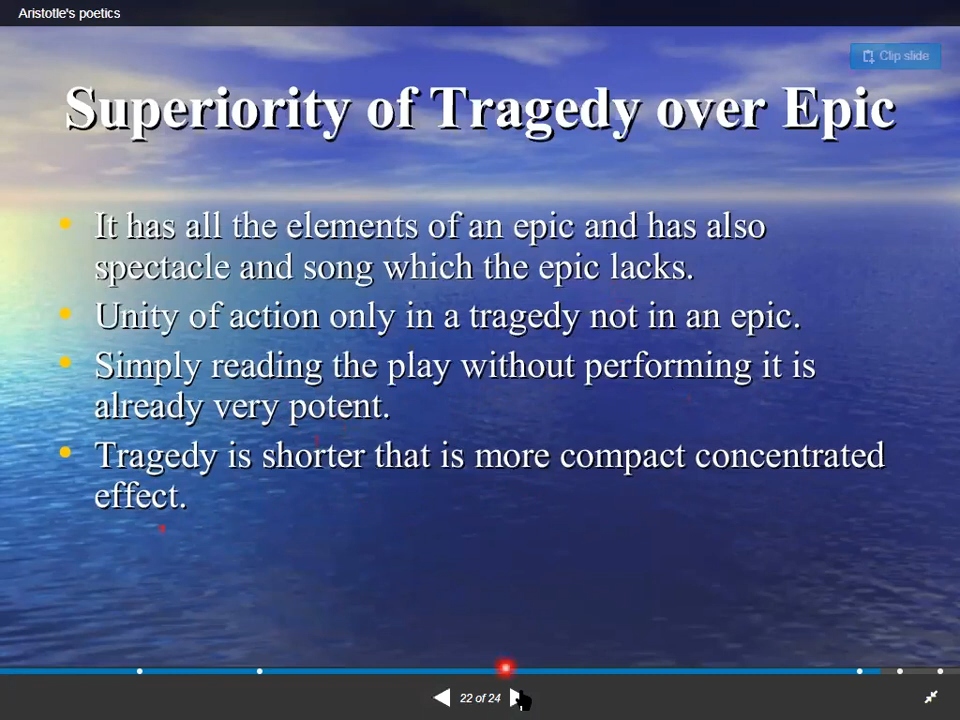 Aristotle's poetics
Clip slide
Superiority of Tragedy over Epic
• It has all the elements of an epic and has also
spectacle and song which the epic lacks.
• Unity of action only in a tragedy not in an epic.
• Simply reading the play without performing it is
already very potent.
• Tragedy is shorter that is more compact concentrated
effect.
22 of 24